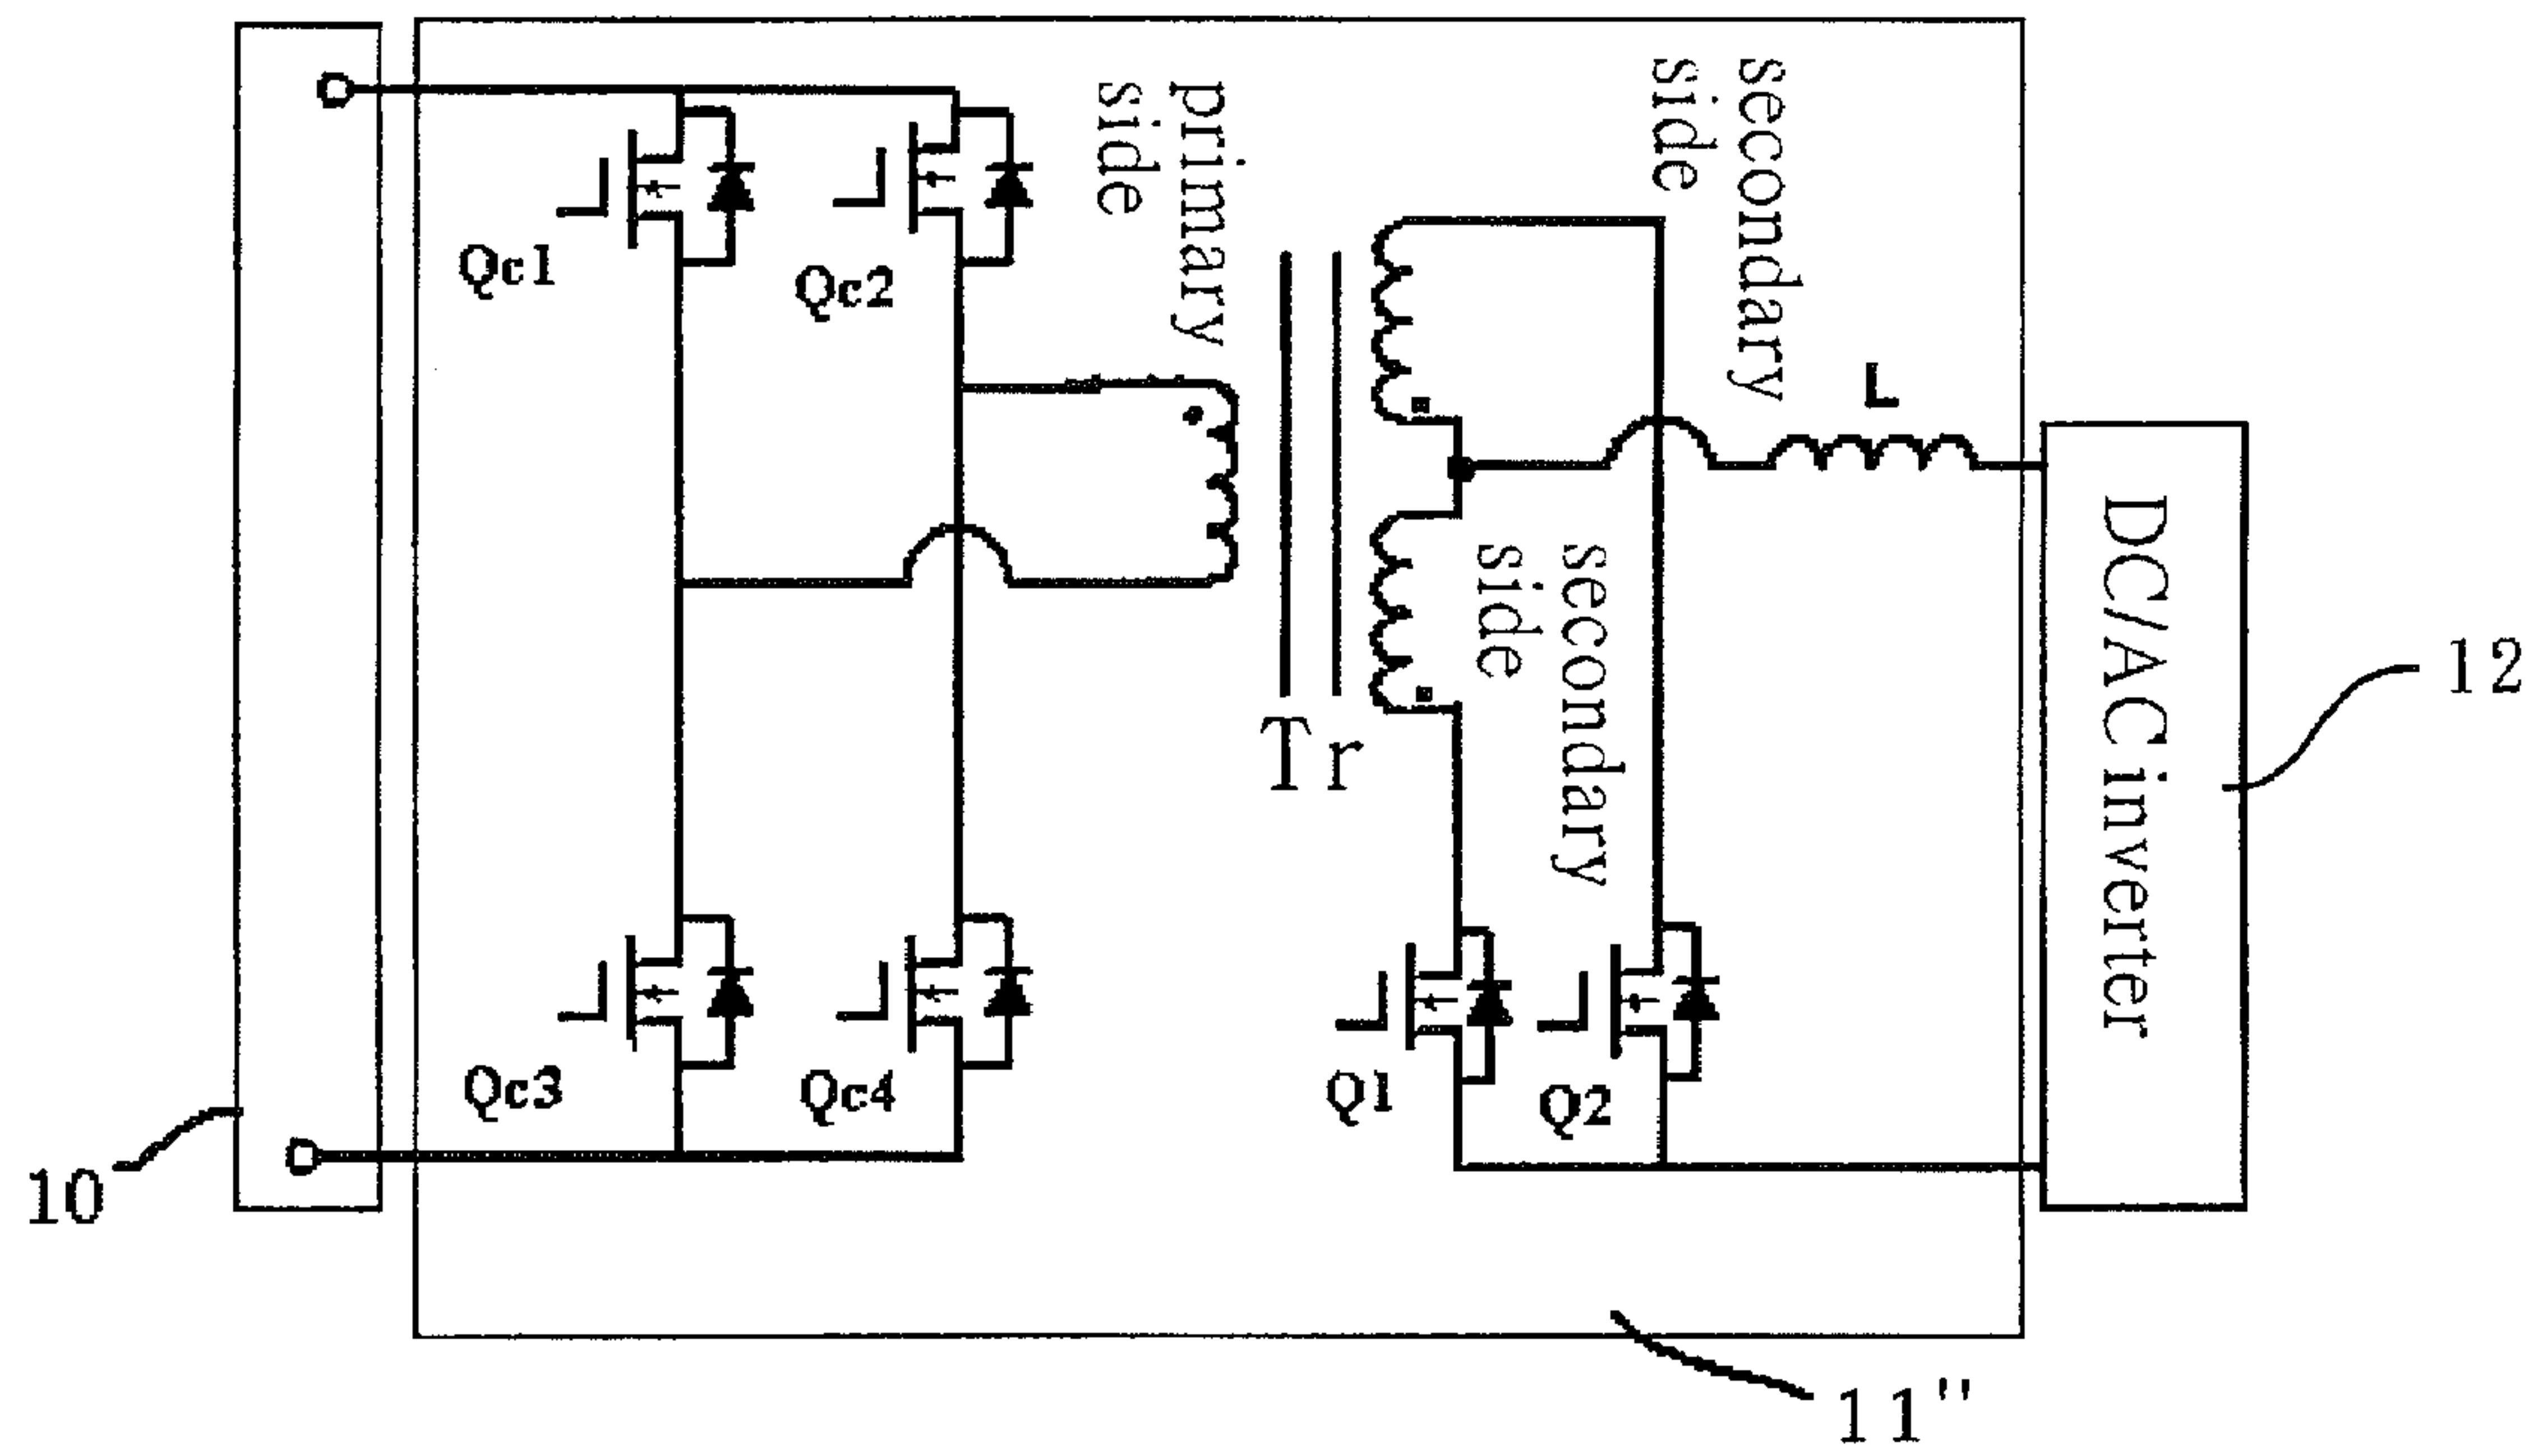 primary
side
secondary
side
Qc1
Qc2
L
secondary
side
DC/AC inverter
12
Tr
Qc3
Qc4
Q1
Q2
10
11"